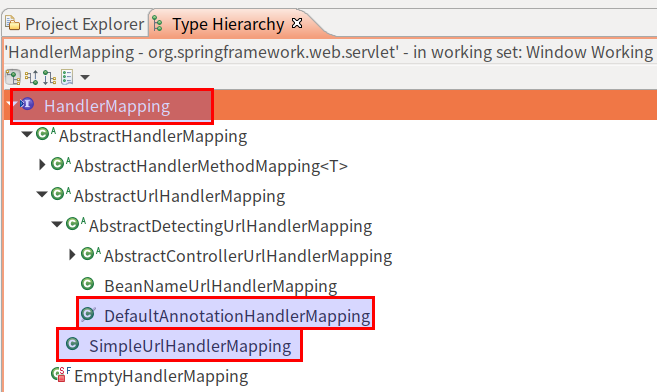 Project Explorer Type Hierarchy
'HandlerMapping - org.springframework.web.servlet' - in working set: Window Working
HandlerMapping
AbstractHandlerMapping
AbstractHandlerMethodMapping<T>
AbstractUrlHandlerMapping
AbstractDetectingUrlHandlerMapping
AbstractControllerUrlHandlerMapping
BeanNameUrlHandlerMapping
DefaultAnnotationHandlerMapping
SimpleUrlHandlerMapping
EmptyHandlerMapping